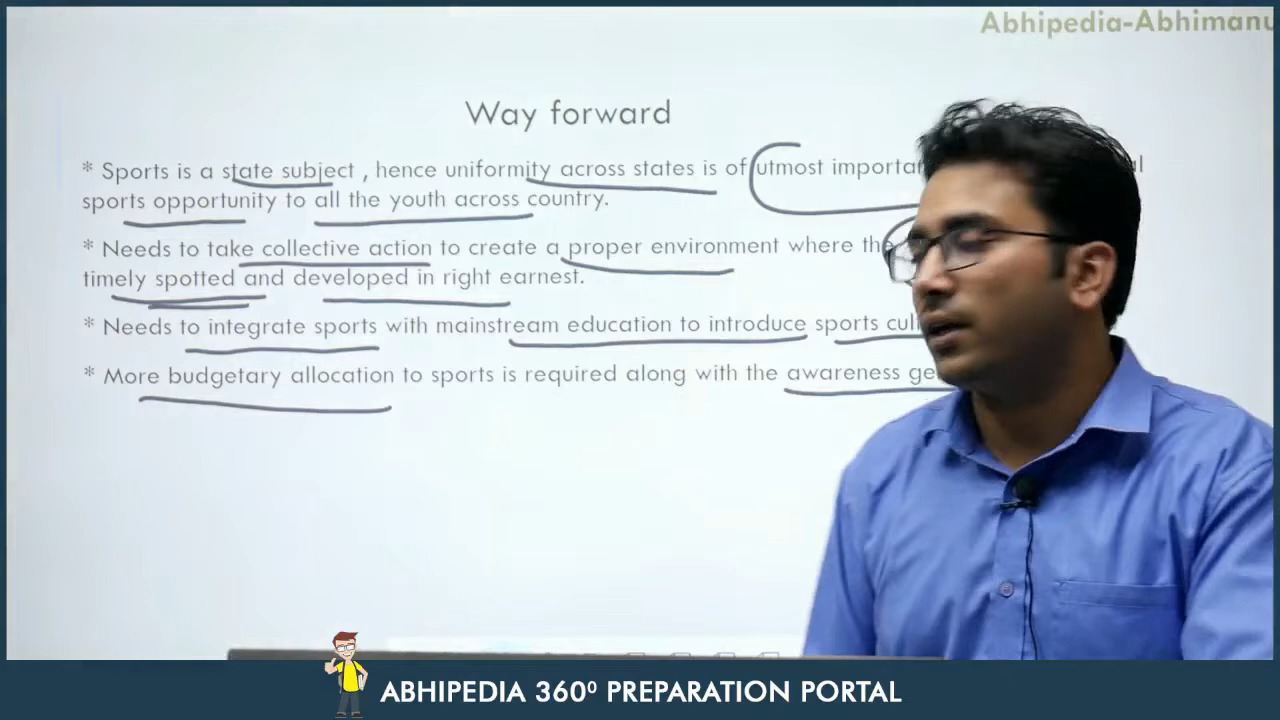 Abhipedia-Abhimanu
Way forward
* Sports is a state subject , hence uniformity across states is of utmost
sports opportunity to all the youth across country.
* Needs to take collective action to create a proper environment where the
timely spotted and developed in right earnest.
* Needs to integrate sports with mainstream education to introduce sports
* More budgetary allocation to sports is required along with the awareness
ABHIPEDIA 360⁰ PREPARATION PORTAL